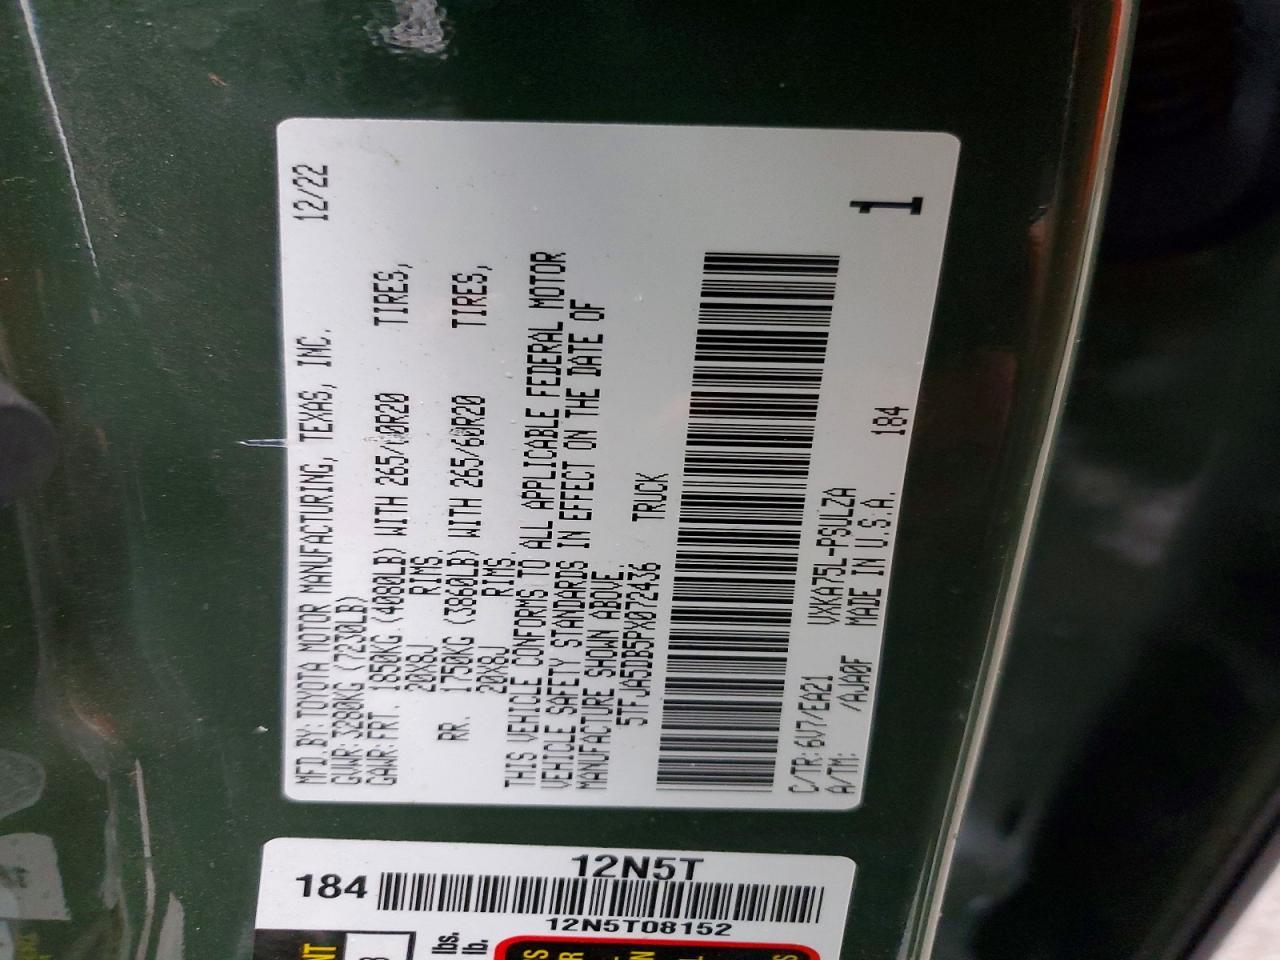 MFD.BY: TOYOTA MOTOR MANUFACTURING, TEXAS, INC. 12/22
GVWR: 3280KG (7230LB)
GAWR: FRT. 1850KG (4080LB) WITH 265/60R20 TIRES,
20X8J RIMS.
RR. 1750KG (3860LB) WITH 265/60R20 TIRES,
20X8J RIMS.
THIS VEHICLE CONFORMS TO ALL APPLICABLE FEDERAL MOTOR
VEHICLE SAFETY STANDARDS IN EFFECT ON THE DATE OF
MANUFACTURE SHOWN ABOVE.
5TFJA5DB5PX072436 TRUCK
C/TR: 6V7/EA21 VXKA75L-PSULZA
A/TM: /AJA0F MADE IN U.S.A. 184
1
12N5T
184
12N5T08152
lbs.
lb.